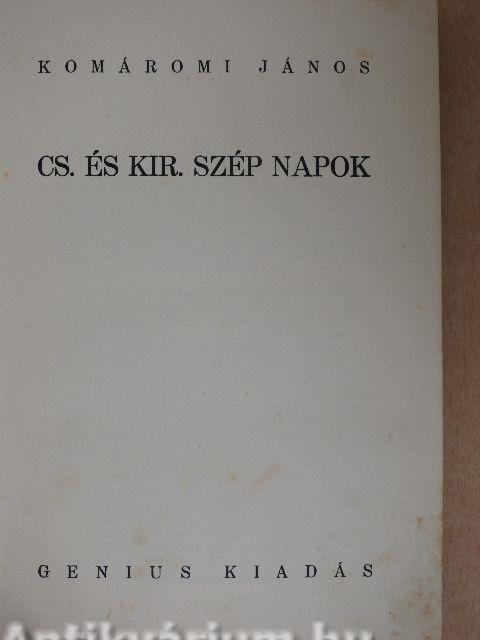 KOMÁROMI JÁNOS
CS. ÉS KIR. SZÉP NAPOK
GENIUS KIADÁS
Antikvárium.hu